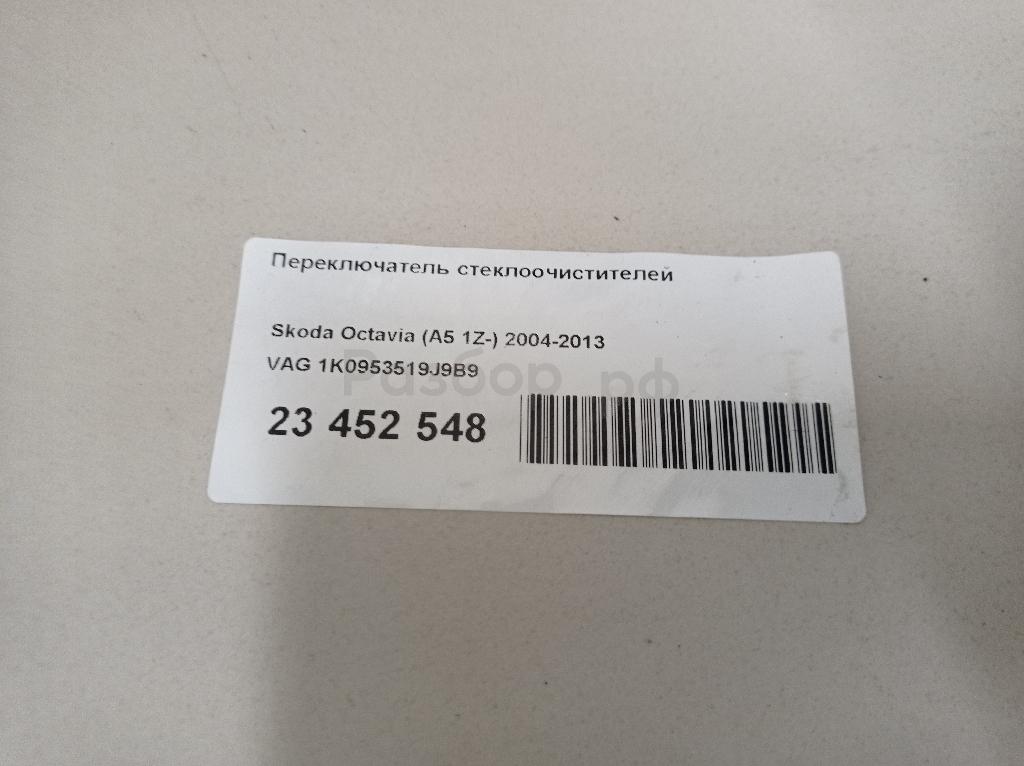 Переключатель стеклоочистителей
Skoda Octavia (A5 1Z-) 2004-2013
VAG 1K0953519J9B9
Разбор.рф
23 452 548